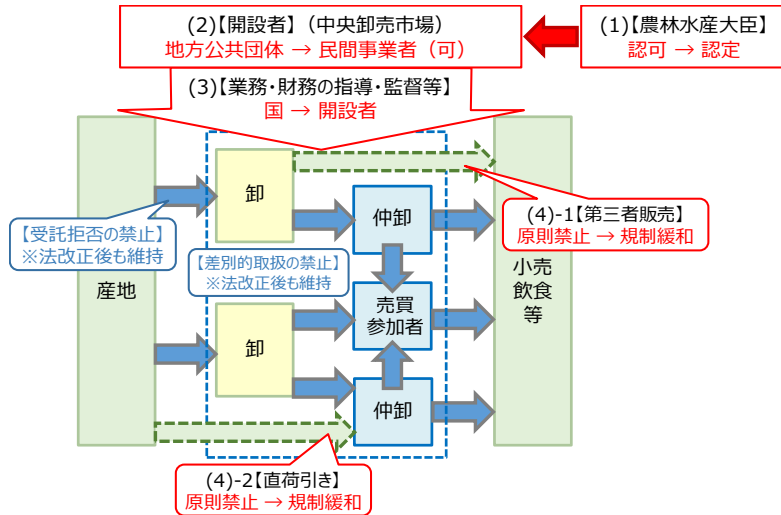 (2)【開設者】（中央卸売市場）
地方公共団体 → 民間事業者（可）
(1)【農林水産大臣】
認可 → 認定
(3)【業務・財務の指導・監督等】
国 → 開設者
卸
仲卸
(4)-1【第三者販売】
原則禁止 → 規制緩和
【受託拒否の禁止】
※法改正後も維持
【差別的取扱の禁止】
※法改正後も維持
産地
小売
飲食
等
売買
参加者
卸
仲卸
(4)-2【直荷引き】
原則禁止 → 規制緩和